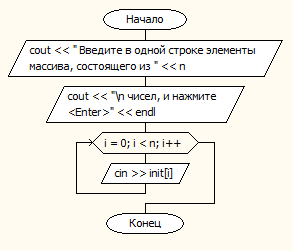 Начало
cout << " Введите в одной строке элементы
массива, состоящего из " << n
cout << "\n чисел, и нажмите
<Enter>" << endl
i = 0; i < n; i++
cin >> init[i]
Конец